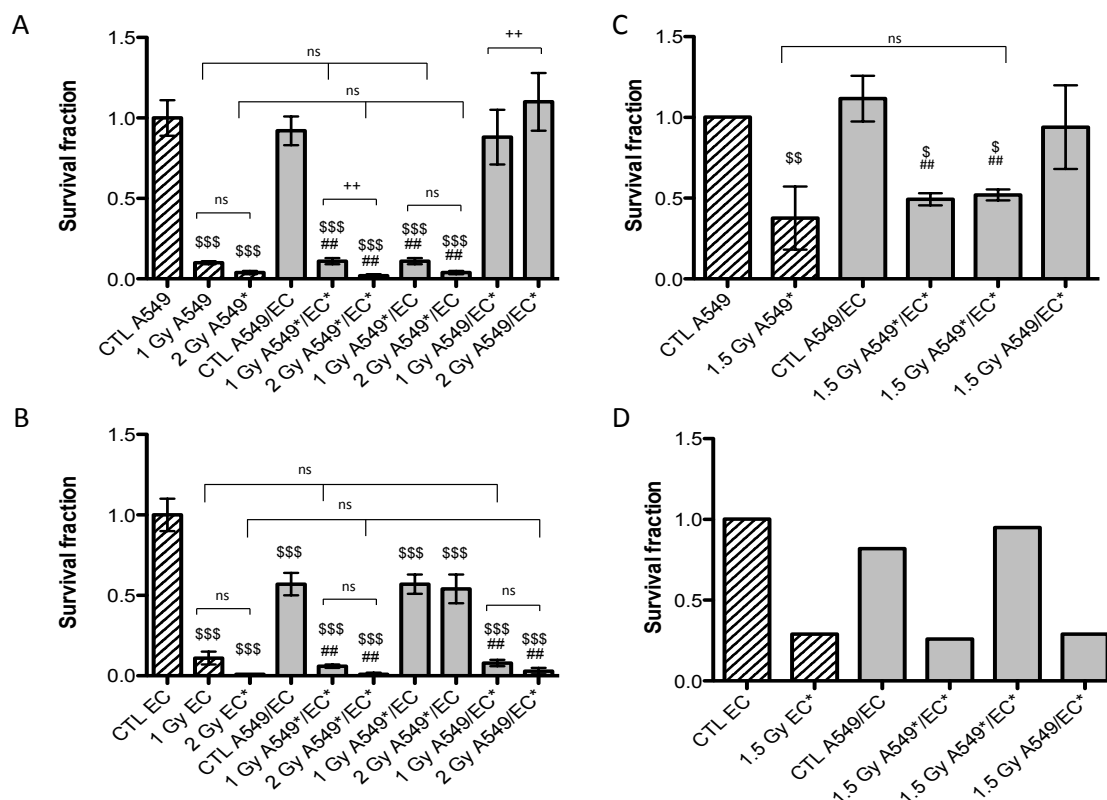 A
Survival fraction
1.5
1.0
0.5
0.0
ns
ns
++
ns
++
ns
$$$ $$$ $$$ $$$ $$$ $$$
## ## ## ##
CTL A549
1 Gy A549
2 Gy A549*
CTL A549/EC
1 Gy A549*/EC*
2 Gy A549*/EC*
1 Gy A549*/EC
2 Gy A549*/EC
1 Gy A549/EC*
2 Gy A549/EC*
C
Survival fraction
1.5
1.0
0.5
0.0
ns
$$ $ $
## ##
CTL A549
1.5 Gy A549*
CTL A549/EC
1.5 Gy A549*/EC*
1.5 Gy A549*/EC*
1.5 Gy A549/EC*
B
Survival fraction
1.5
1.0
0.5
0.0
ns
ns
ns
ns
ns
$$$ $$$ $$$ $$$ $$$ $$$ $$$ $$$ $$$
## ## ## ##
CTL EC
1 Gy EC
2 Gy EC*
CTL A549/EC
1 Gy A549*/EC*
2 Gy A549*/EC*
1 Gy A549*/EC
2 Gy A549*/EC
1 Gy A549/EC*
2 Gy A549/EC*
D
Survival fraction
1.5
1.0
0.5
0.0
CTL EC
1.5 Gy EC*
CTL A549/EC
1.5 Gy A549*/EC*
1.5 Gy A549*/EC*
1.5 Gy A549/EC*